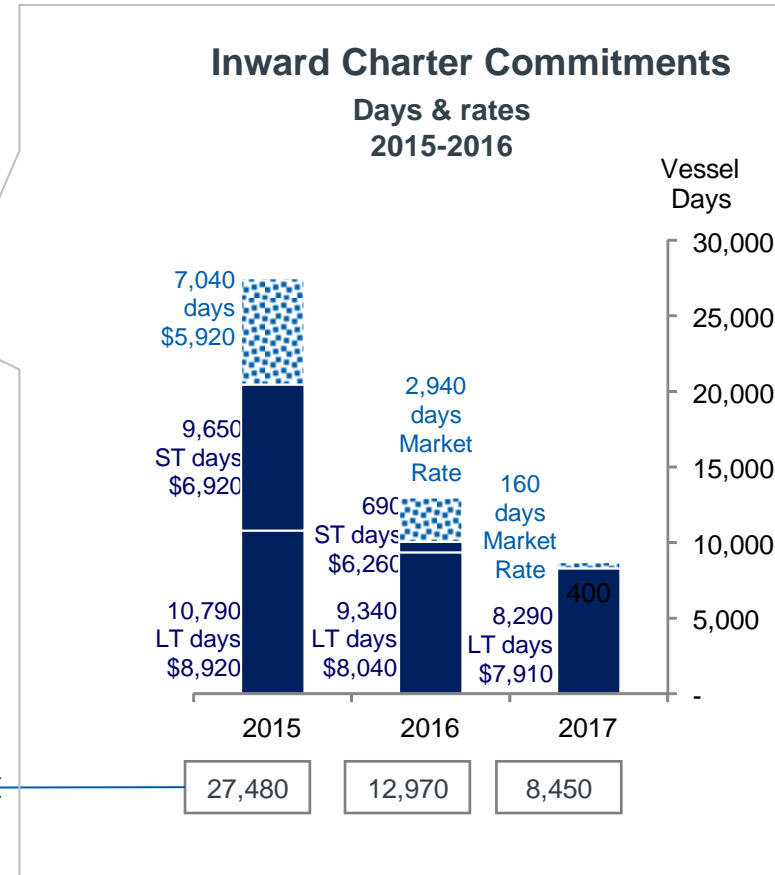 Inward Charter Commitments
Days & rates
2015-2016
Vessel
Days
30,000
25,000
20,000
15,000
10,000
5,000
-
7,040
days
$5,920
9,650
ST days
$6,920
10,790
LT days
$8,920
2,940
days
Market
Rate
690
ST days
$6,260
9,340
LT days
$8,040
160
days
Market
Rate
400
8,290
LT days
$7,910
2015
2016
2017
27,480
12,970
8,450